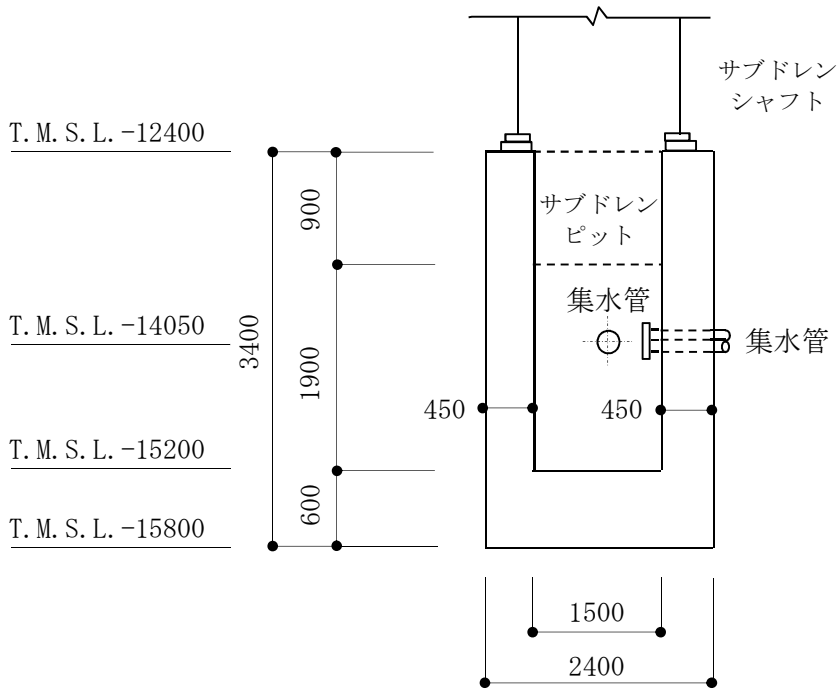 サブドレン
シャフト
T.M.S.L.-12400
900
サブドレン
ピット
集水管
T.M.S.L.-14050
3400
集水管
1900
450
450
T.M.S.L.-15200
600
T.M.S.L.-15800
1500
2400